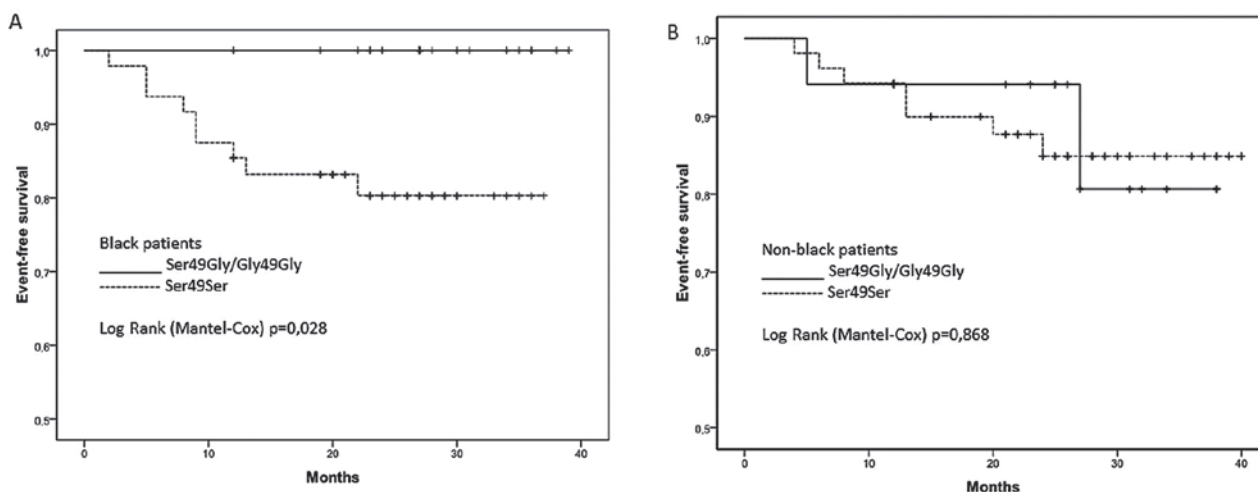 A
1,0
0,9
0,8
0,7
0,6
0,5
Event-free survival
Black patients
Ser49Gly/Gly49Gly
Ser49Ser
Log Rank (Mantel-Cox) p=0,028
0
10
20
30
40
Months
B
1,0
0,9
0,8
0,7
0,6
0,5
Event-free survival
Non-black patients
Ser49Gly/Gly49Gly
Ser49Ser
Log Rank (Mantel-Cox) p=0,868
0
10
20
30
40
Months